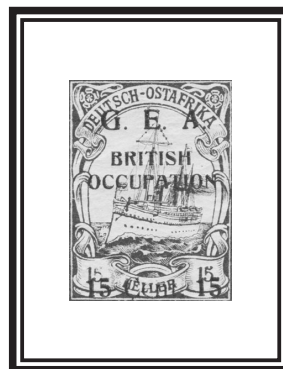 DEUTSCH-OSTAFRIKA
G. E. A
BRITISH
OCCUPATION
15 15
HELLER
15 15